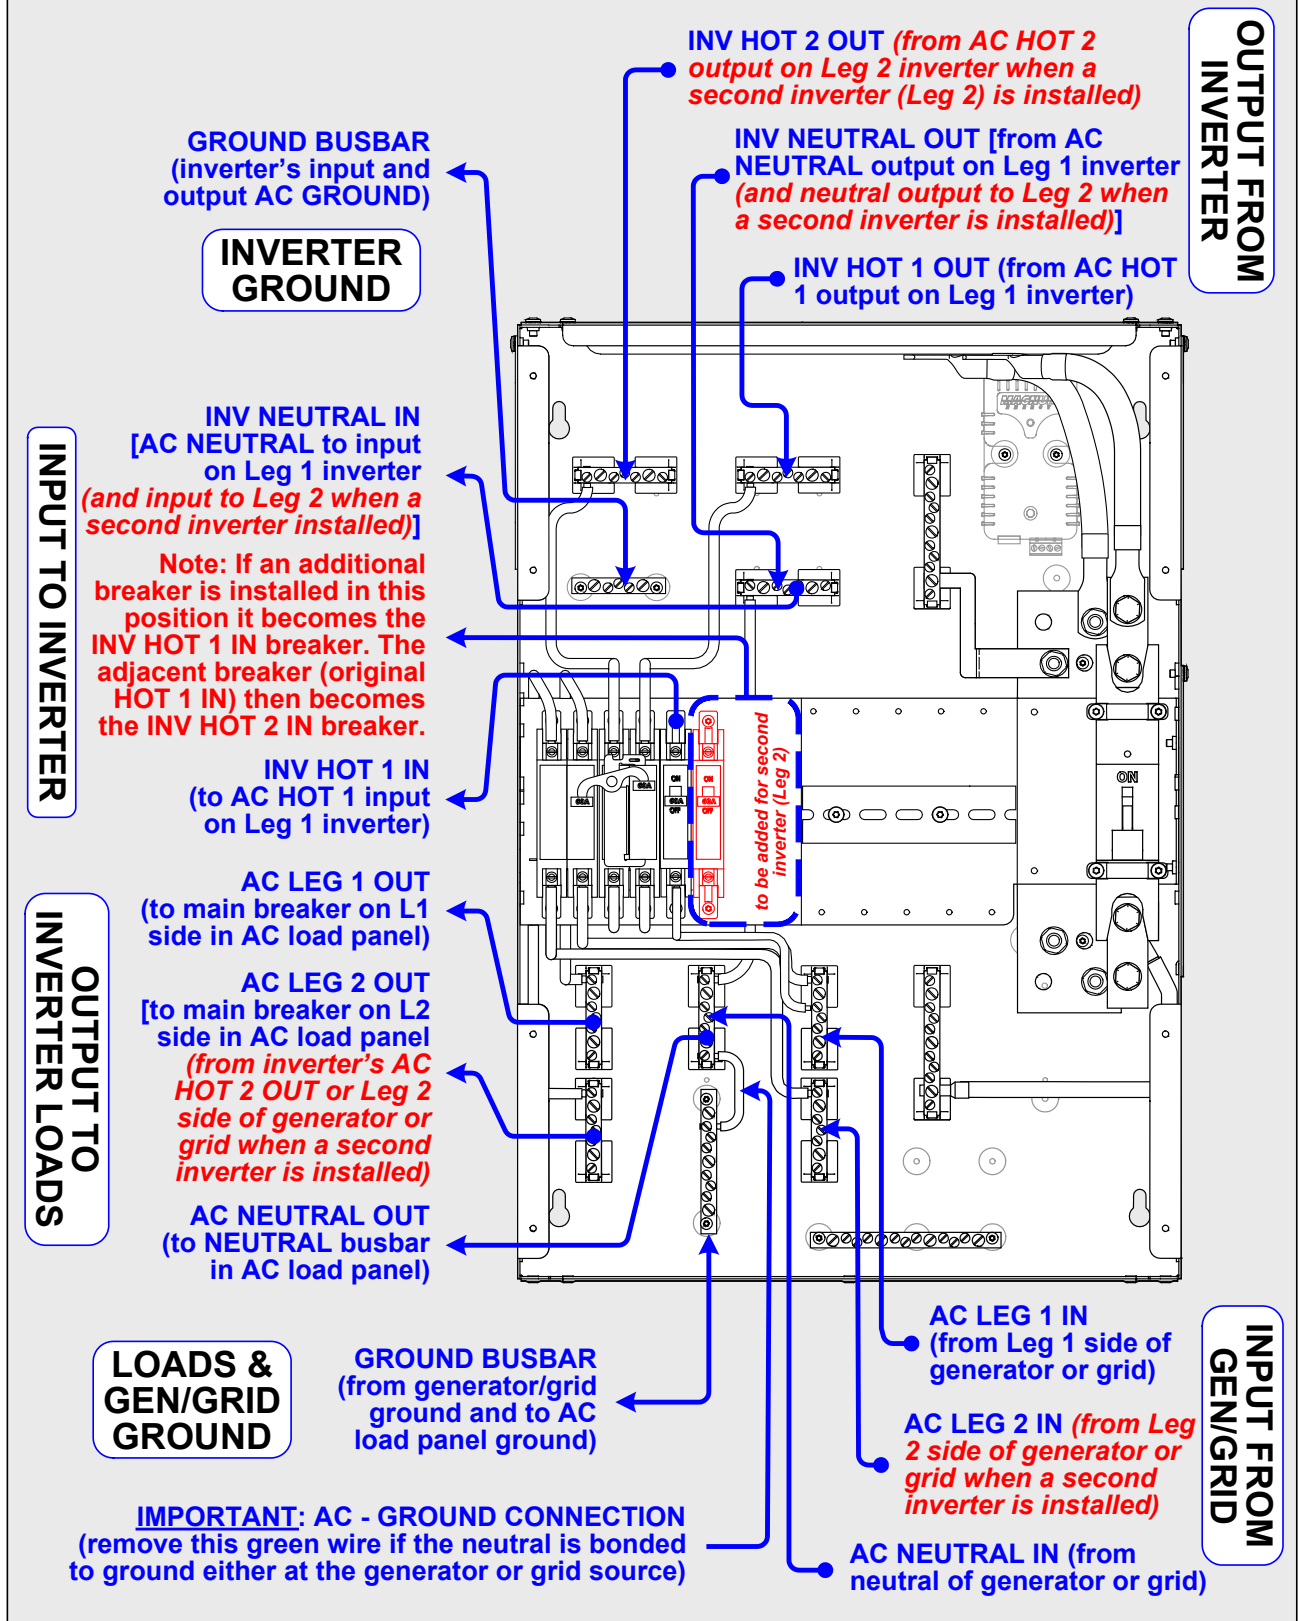 OUTPUT FROM
INVERTER
INV HOT 2 OUT (from AC HOT 2
output on Leg 2 inverter when a
second inverter (Leg 2) is installed)
GROUND BUSBAR
(inverter’s input and
output AC GROUND)
INV NEUTRAL OUT [from AC
NEUTRAL output on Leg 1 inverter
(and neutral output to Leg 2 when
a second inverter is installed)]
INVERTER
GROUND
INV HOT 1 OUT (from AC HOT
1 output on Leg 1 inverter)
MAGNUM
INPUT TO INVERTER
INV NEUTRAL IN
[AC NEUTRAL to input
on Leg 1 inverter
(and input to Leg 2 when a
second inverter installed)]
Note: If an additional
breaker is installed in this
position it becomes the
INV HOT 1 IN breaker. The
adjacent breaker (original
HOT 1 IN) then becomes
the INV HOT 2 IN breaker.
INV HOT 1 IN
(to AC HOT 1 input
on Leg 1 inverter)
60A
60A
ON
60A
OFF
ON
60A
OFF
to be added for second
inverter (Leg 2)
ON
OUTPUT TO
INVERTER LOADS
AC LEG 1 OUT
(to main breaker on L1
side in AC load panel)
AC LEG 2 OUT
[to main breaker on L2
side in AC load panel
(from inverter’s AC
HOT 2 OUT or Leg 2
side of generator or
grid when a second
inverter is installed)
AC NEUTRAL OUT
(to NEUTRAL busbar
in AC load panel)
LOADS &
GEN/GRID
GROUND
GROUND BUSBAR
(from generator/grid
ground and to AC
load panel ground)
INPUT FROM
GEN/GRID
AC LEG 1 IN
(from Leg 1 side of
generator or grid)
AC LEG 2 IN (from Leg
2 side of generator or
grid when a second
inverter is installed)
IMPORTANT: AC - GROUND CONNECTION
(remove this green wire if the neutral is bonded
to ground either at the generator or grid source)
AC NEUTRAL IN (from
neutral of generator or grid)